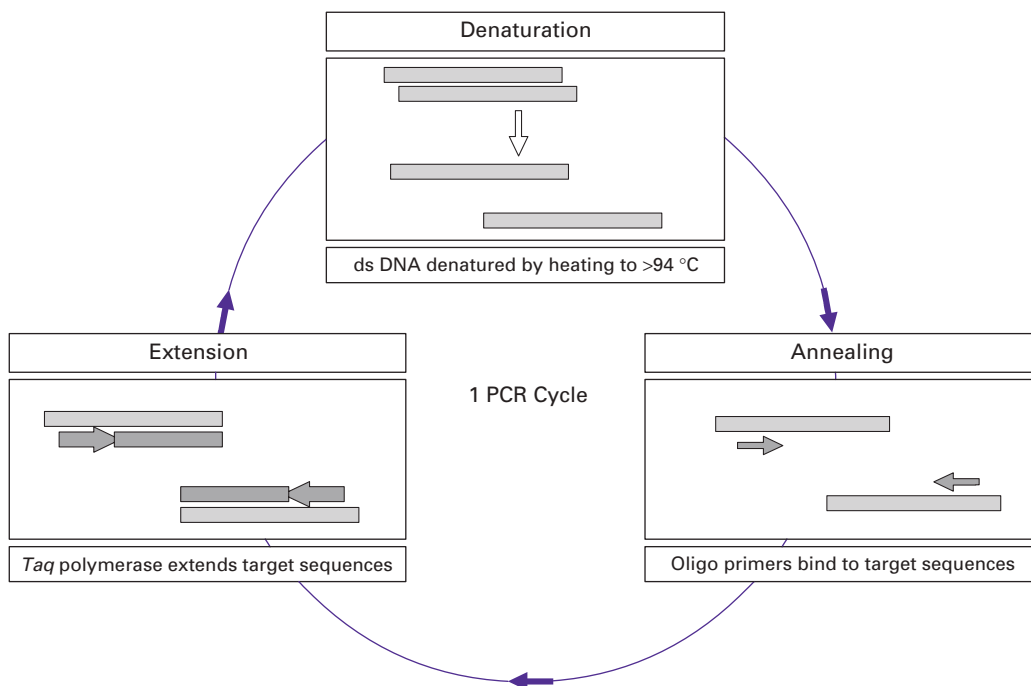 Denaturation
ds DNA denatured by heating to >94 °C
Extension
Annealing
1 PCR Cycle
Taq polymerase extends target sequences
Oligo primers bind to target sequences